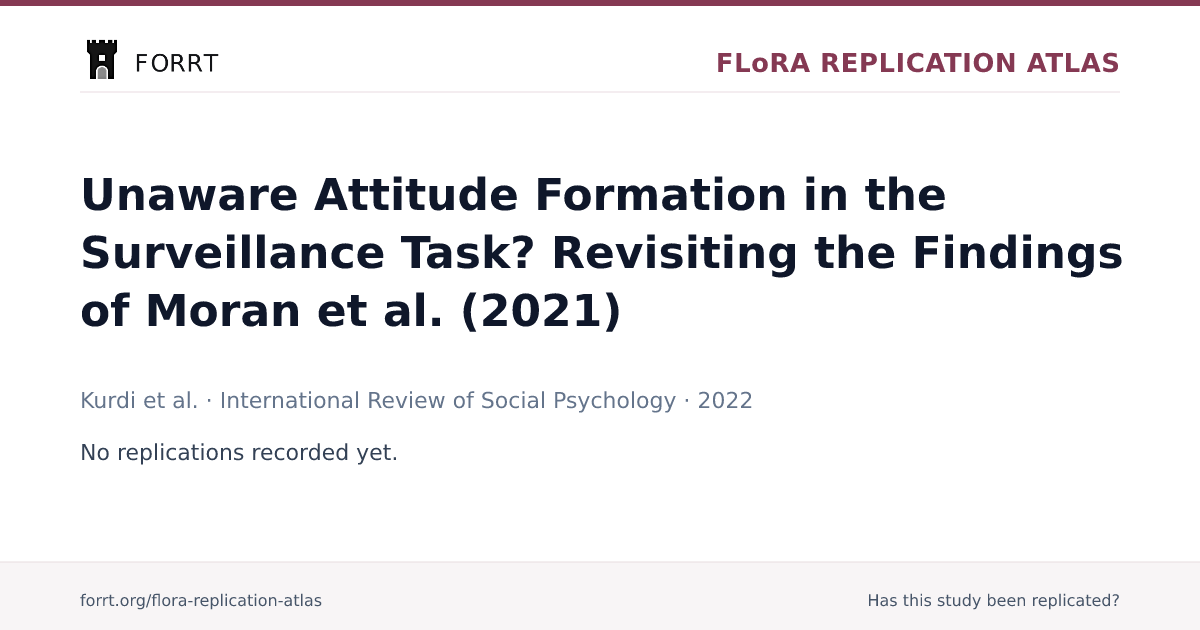 FORRT
FLoRA REPLICATION ATLAS
Unaware Attitude Formation in the
Surveillance Task? Revisiting the Findings
of Moran et al. (2021)
Kurdi et al. · International Review of Social Psychology · 2022
No replications recorded yet.
forrt.org/flora-replication-atlas
Has this study been replicated?